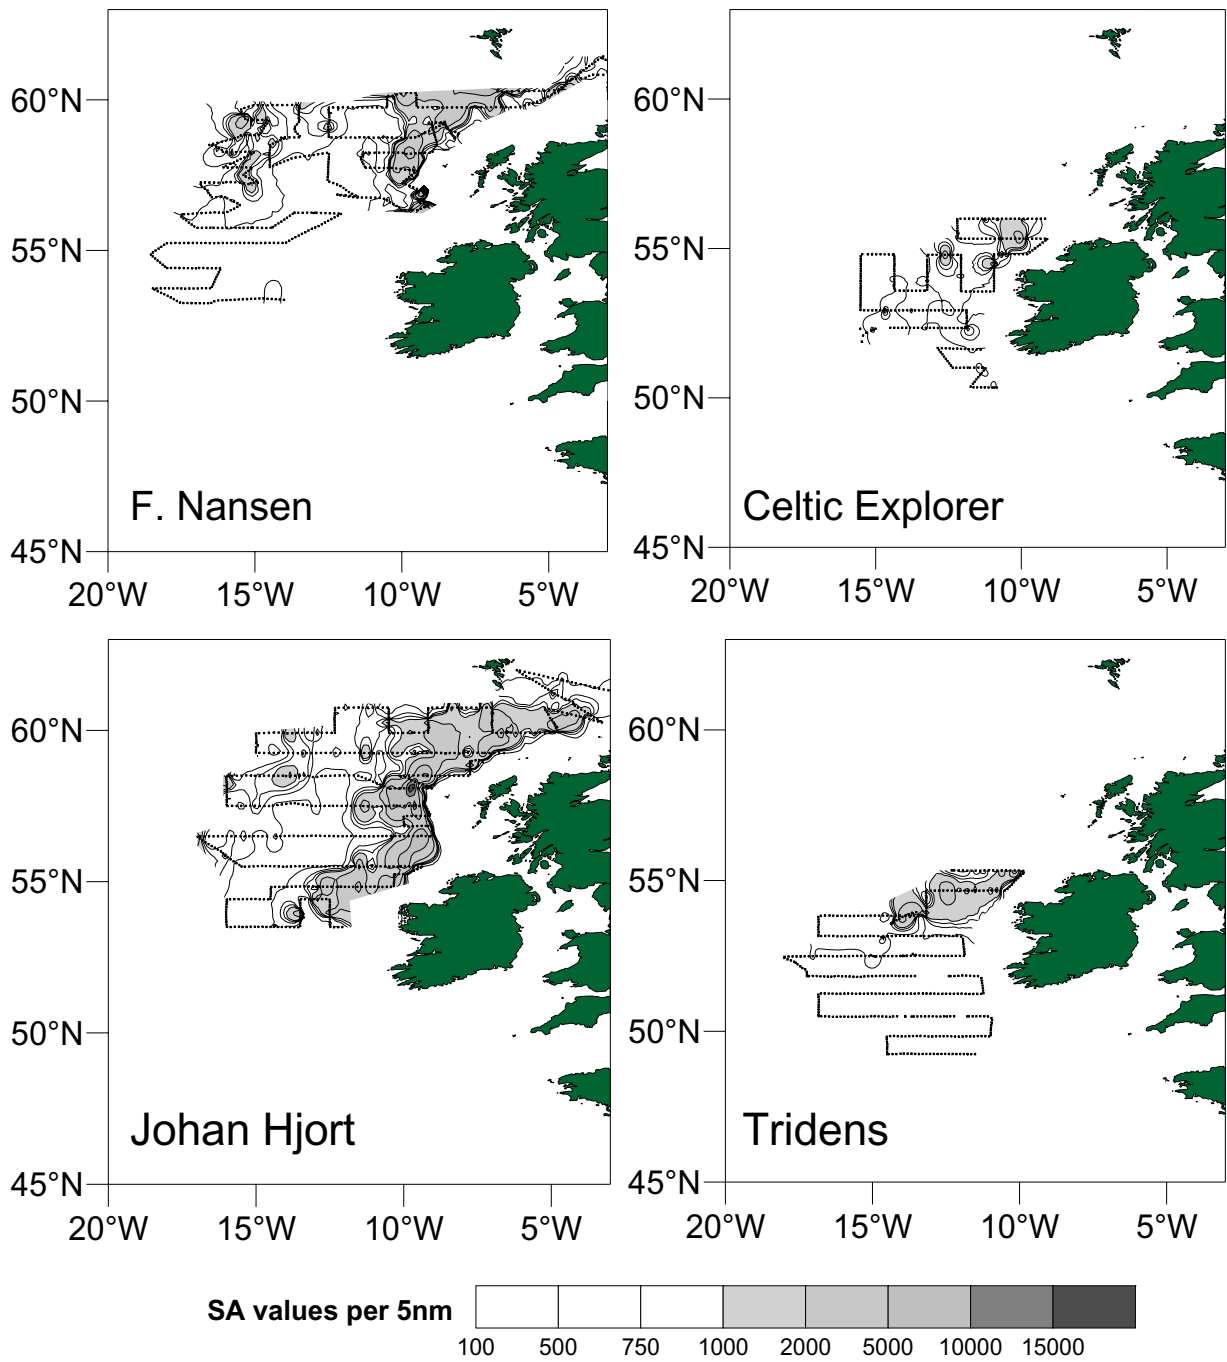 60°N
55°N
50°N
45°N
F. Nansen
20°W 15°W 10°W 5°W
60°N
55°N
50°N
45°N
Celtic Explorer
20°W 15°W 10°W 5°W
60°N
55°N
50°N
45°N
Johan Hjort
20°W 15°W 10°W 5°W
60°N
55°N
50°N
45°N
Tridens
20°W 15°W 10°W 5°W
SA values per 5nm
100 500 750 1000 2000 5000 10000 15000